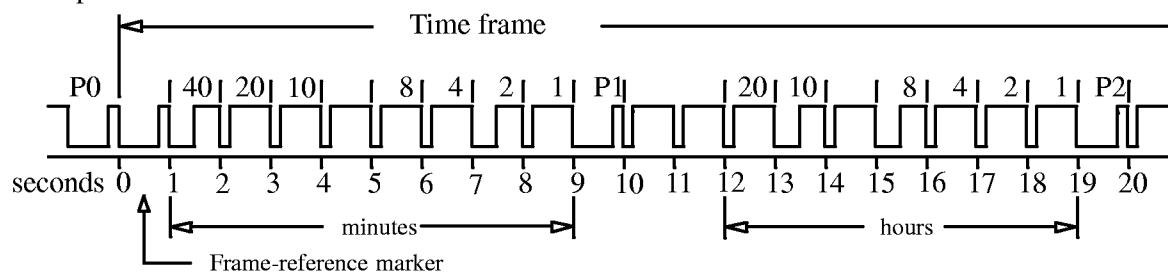 Time frame
P0 40 20 10 8 4 2 1 P1 20 10 8 4 2 1 P2
seconds 0 1 2 3 4 5 6 7 8 9 10 11 12 13 14 15 16 17 18 19 20
minutes hours
Frame-reference marker